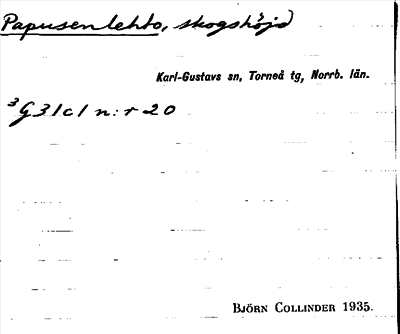 Papusenlehto, skogshöjd
Karl-Gustavs sn, Torneå tg, Norrb. län.
³G31c1 n:r 20
BJÖRN COLLINDER 1935.